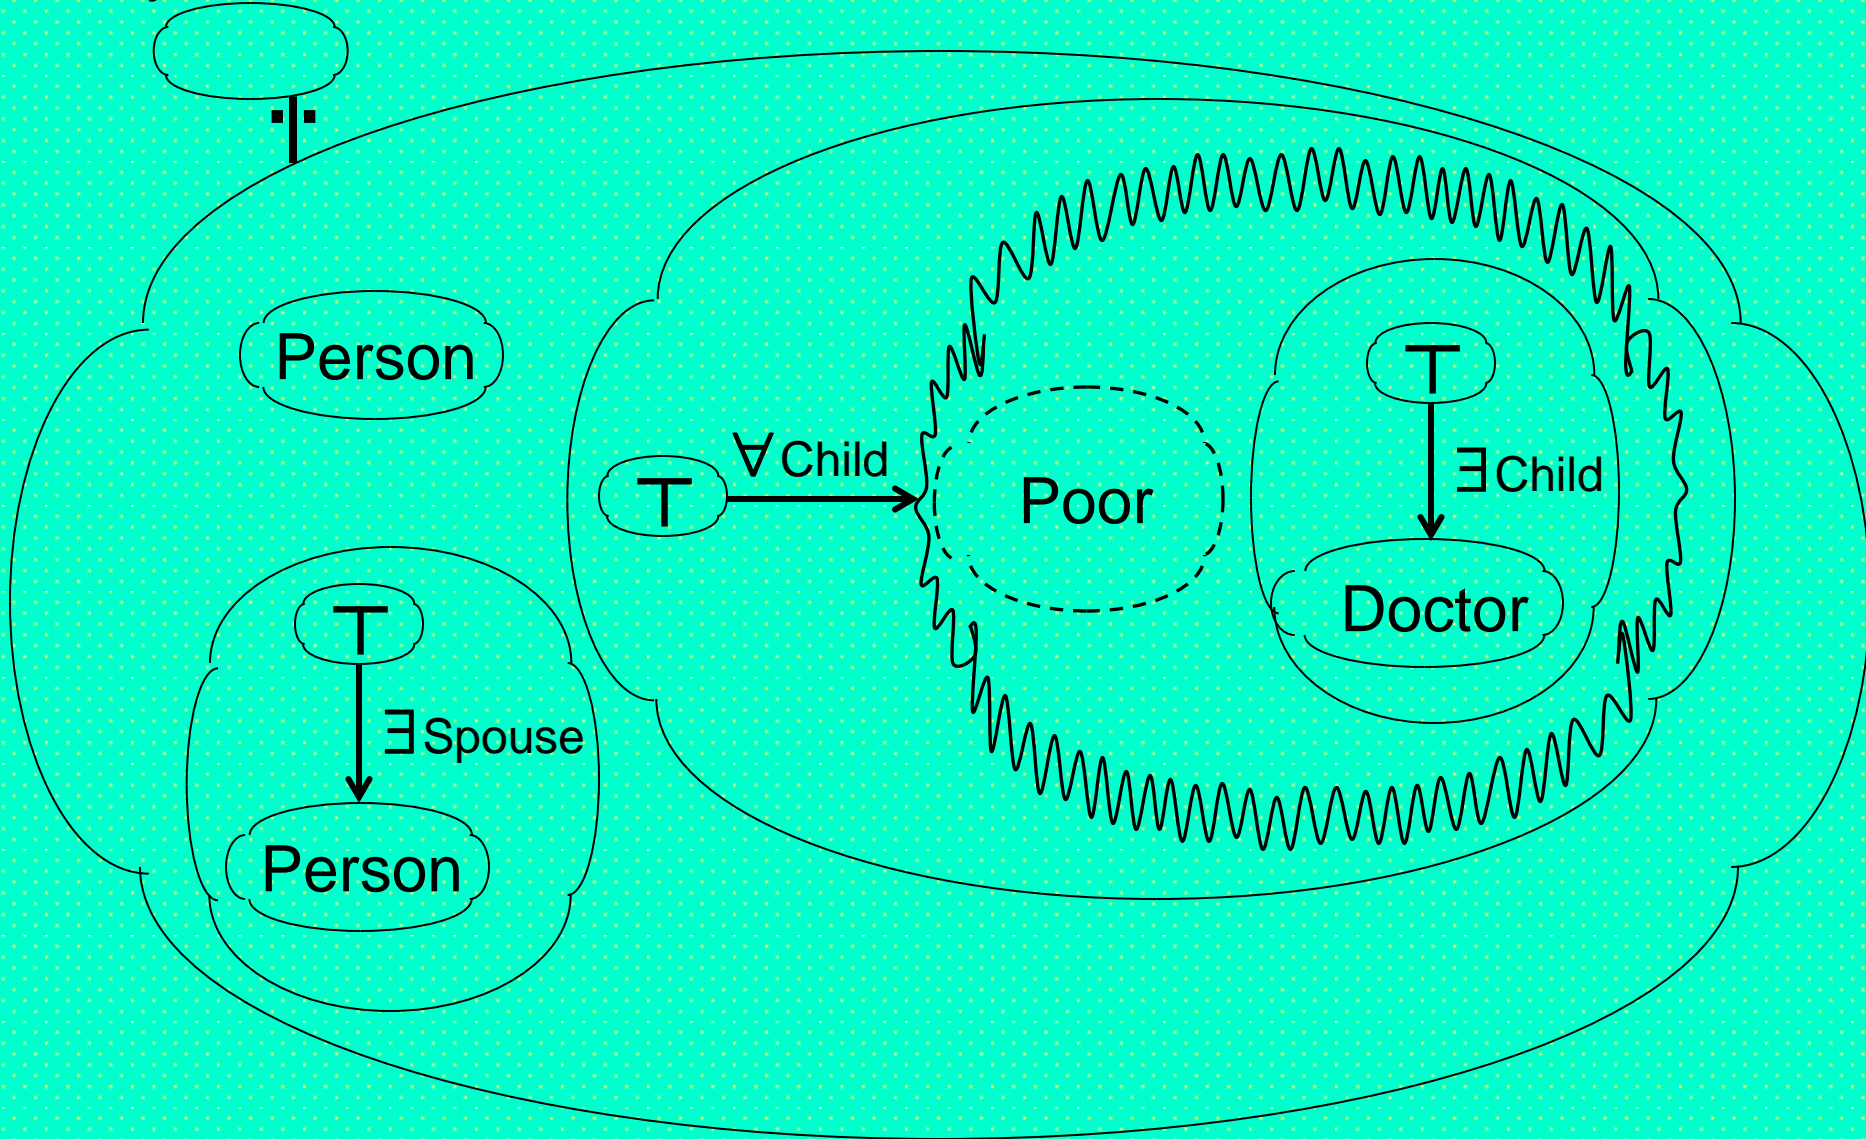 Person
⊤
∃ Spouse
Person
⊤
∀ Child
Poor
⊤
∃ Child
Doctor